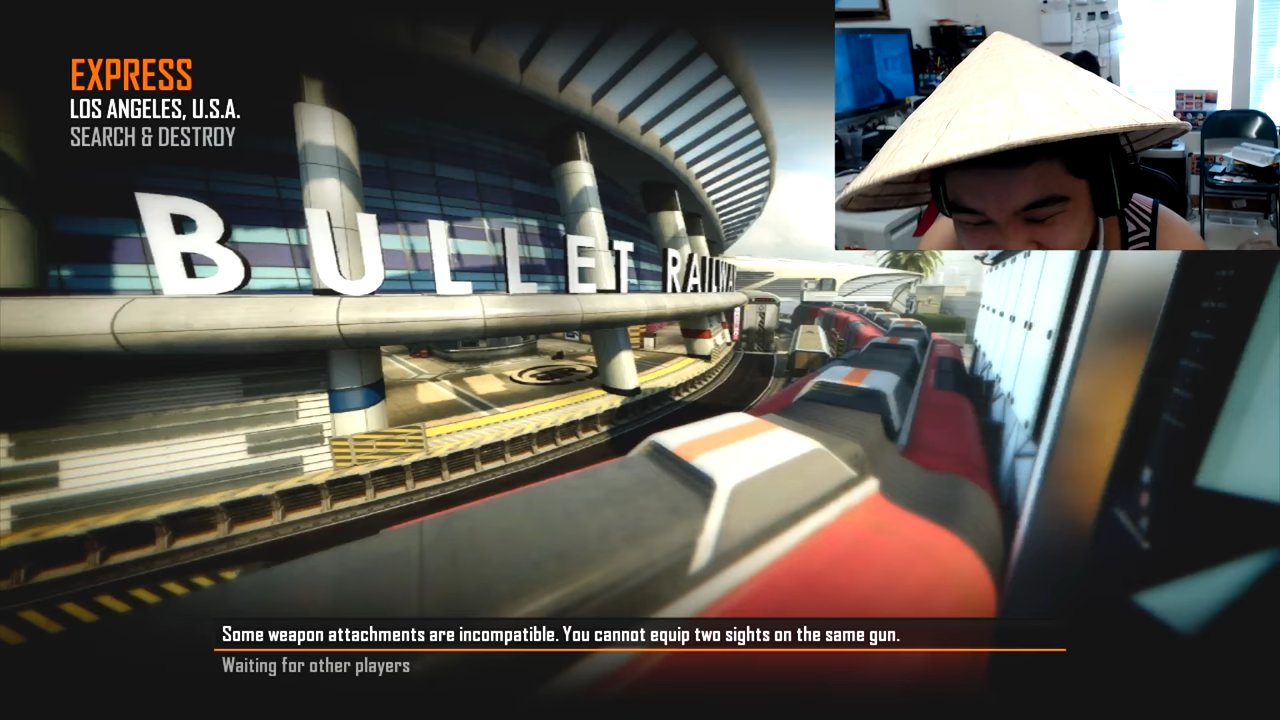 EXPRESS
LOS ANGELES, U.S.A.
SEARCH & DESTROY
BULLET RAILWAY
Some weapon attachments are incompatible. You cannot equip two sights on the same gun.
Waiting for other players